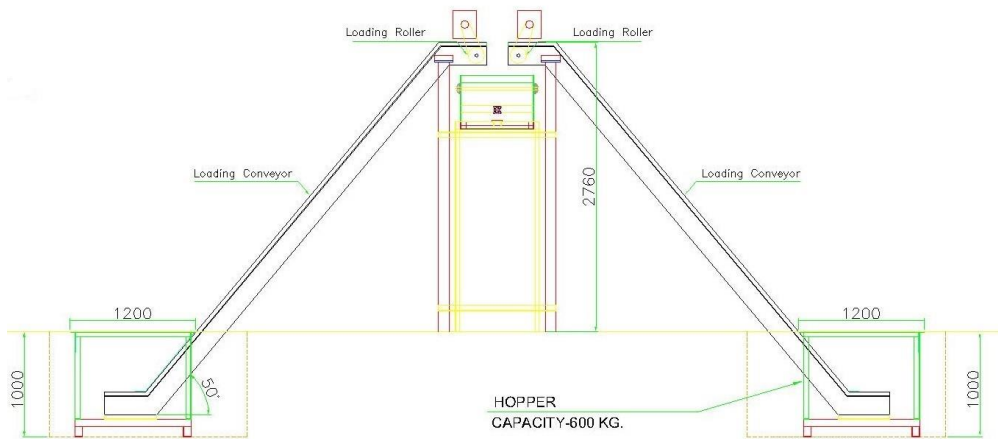 Loading Roller
Loading Roller
Loading Conveyor
Loading Conveyor
2760
1200
1200
1000
50°
1000
HOPPER
CAPACITY-600 KG.